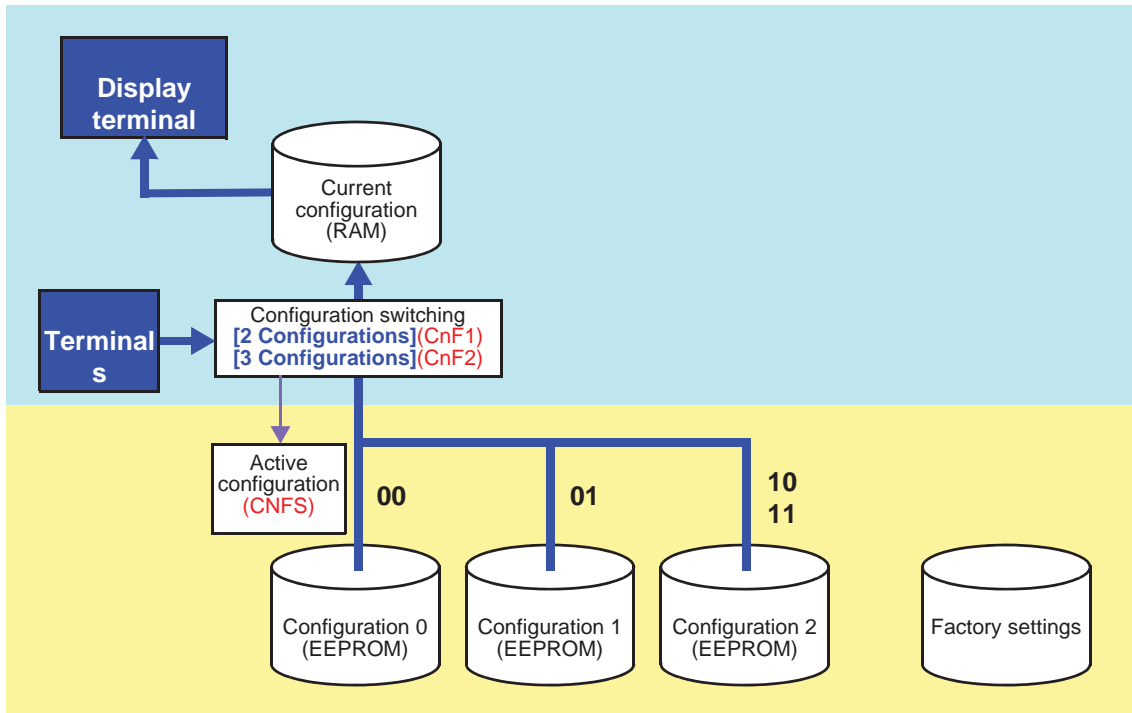 Display
terminal
Current
configuration
(RAM)
Configuration switching
[2 Configurations](CnF1)
[3 Configurations](CnF2)
Terminal
s
Active
configuration
(CNFS)
00
01
10
11
Configuration 0
(EEPROM)
Configuration 1
(EEPROM)
Configuration 2
(EEPROM)
Factory settings